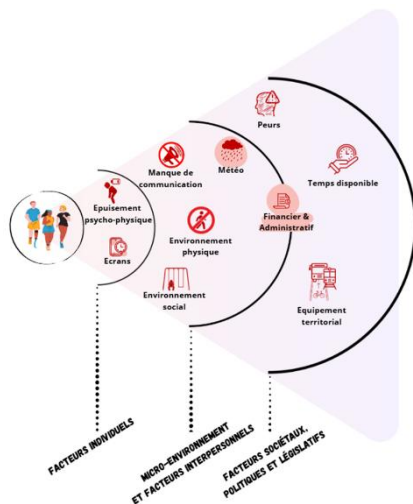 Peurs
Manque de
communication
Météo
Temps disponible
Epuisement
psycho-physique
Financier &
Administratif
Environnement
physique
Ecrans
Environnement
social
Equipement
territorial
FACTEURS INDIVIDUELS
MICRO-ENVIRONNEMENT
ET FACTEURS INTERPERSONNELS
FACTEURS SOCIÉTAUX,
POLITIQUES ET LÉGISLATIFS